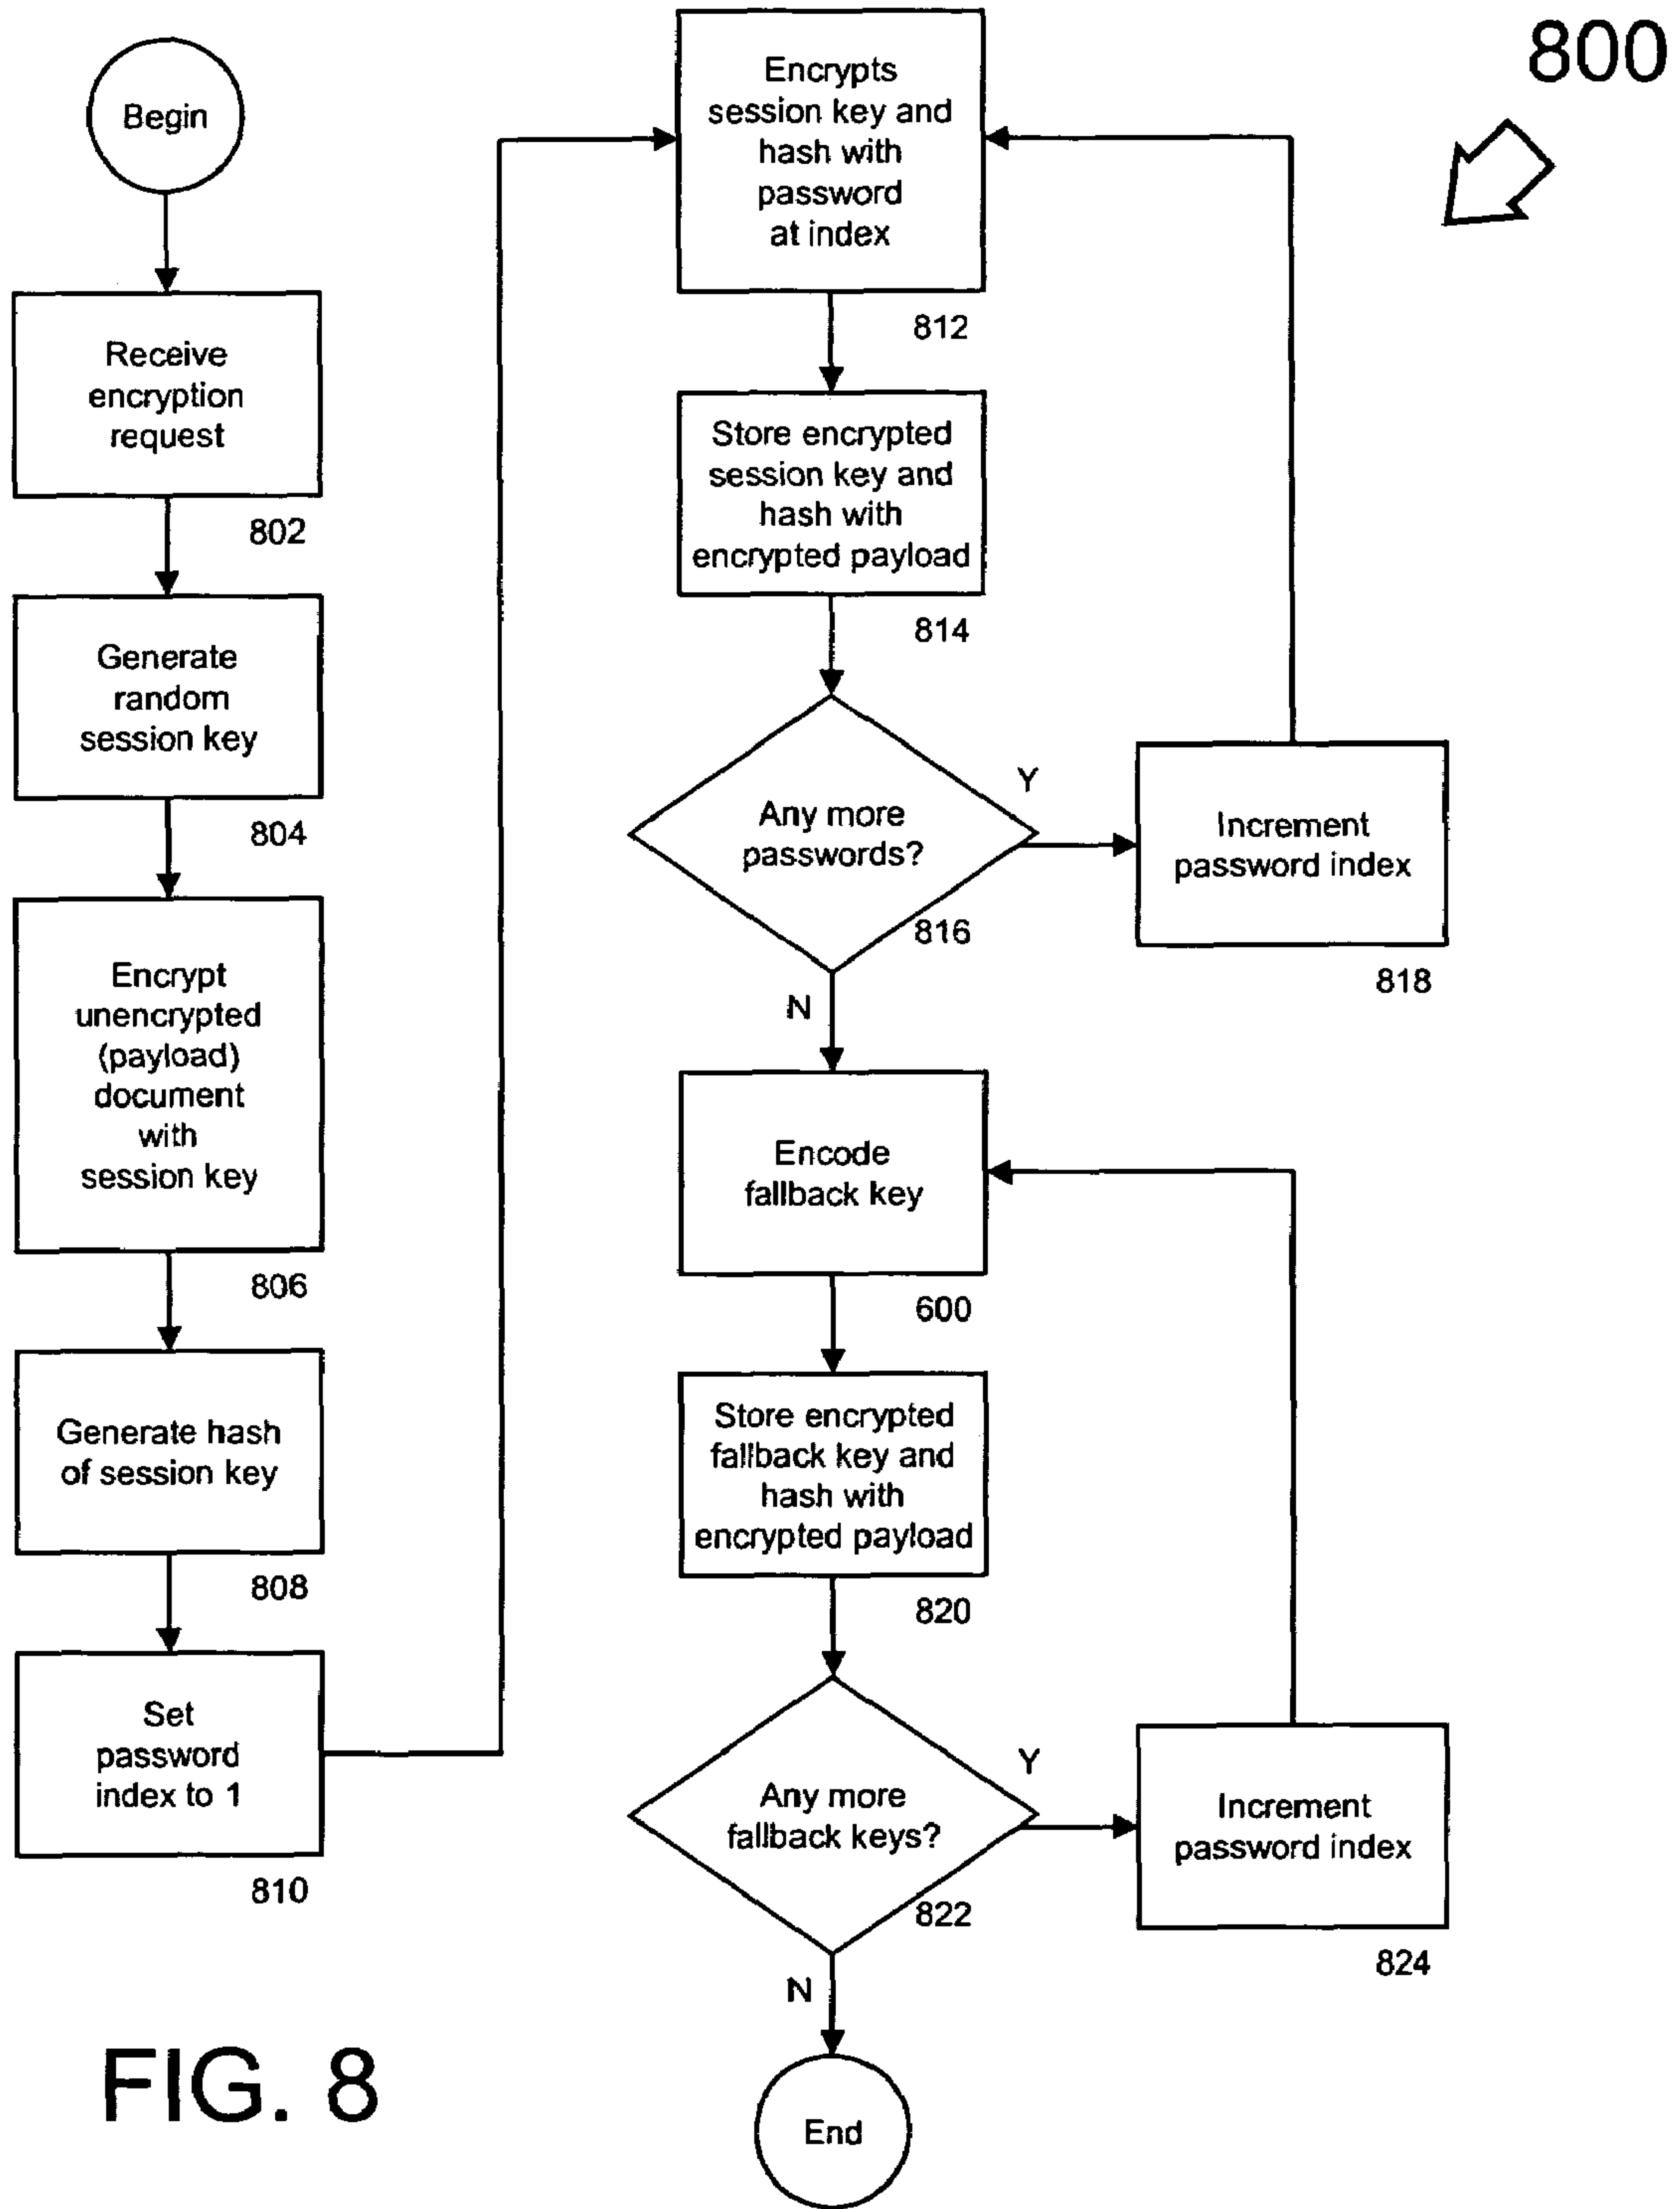 800
Begin
Receive
encryption
request
802
Generate
random
session key
804
Encrypt
unencrypted
(payload)
document
with
session key
806
Generate hash
of session key
808
Set
password
index to 1
810
Encrypts
session key and
hash with
password
at index
812
Store encrypted
session key and
hash with
encrypted payload
814
Any more
passwords?
816
Y
Increment
password index
818
N
Encode
fallback key
600
Store encrypted
fallback key and
hash with
encrypted payload
820
Any more
fallback keys?
822
Y
Increment
password index
824
N
End
FIG. 8